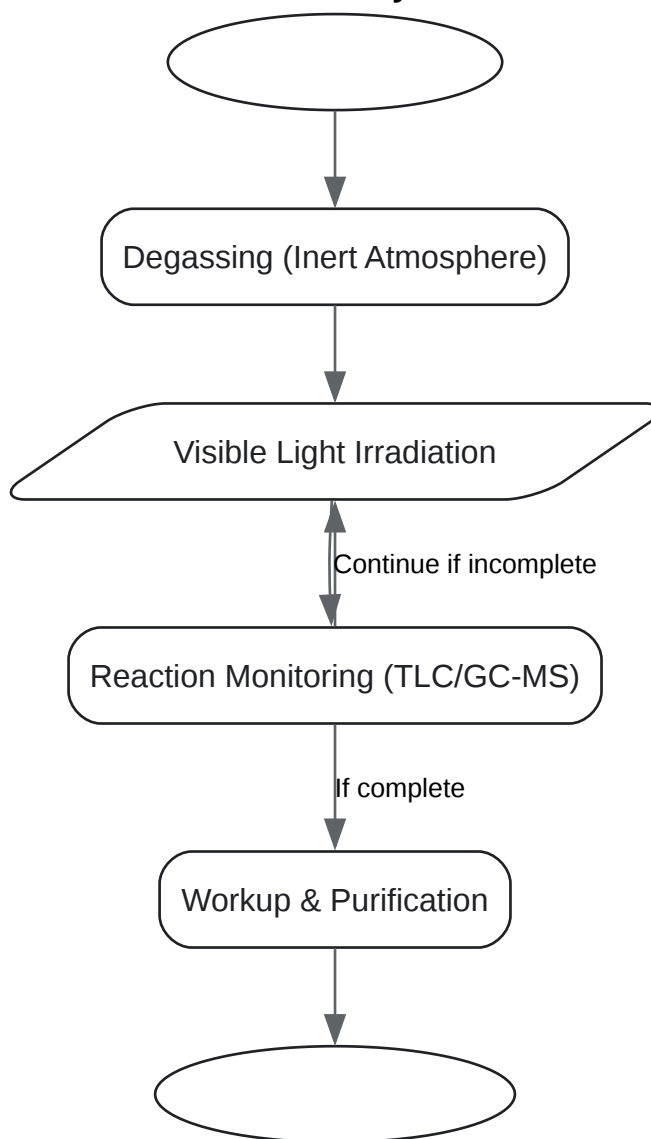 Degassing (Inert Atmosphere)
Visible Light Irradiation
Continue if incomplete
Reaction Monitoring (TLC/GC-MS)
If complete
Workup & Purification